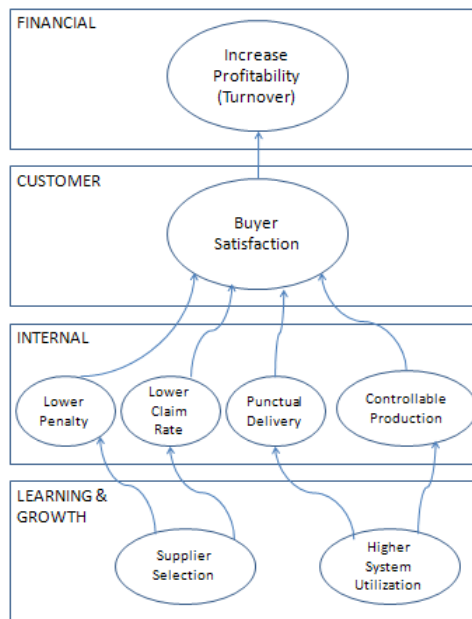 FINANCIAL
Increase
Profitability
(Turnover)
CUSTOMER
Buyer
Satisfaction
INTERNAL
Lower
Penalty
Lower
Claim
Rate
Punctual
Delivery
Controllable
Production
LEARNING &
GROWTH
Supplier
Selection
Higher
System
Utilization